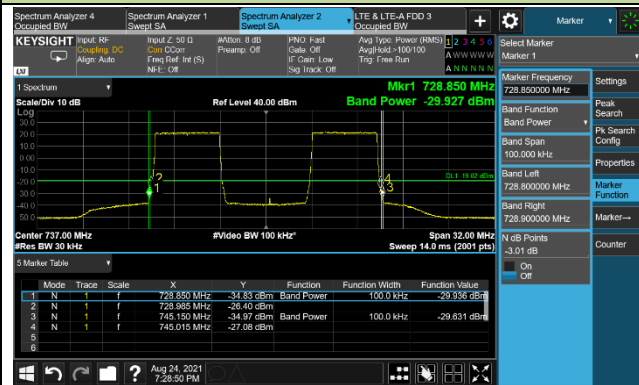 Spectrum Analyzer 4
Occupied BW
Spectrum Analyzer 1
Swept SA
Spectrum Analyzer 2
Swept SA
LTE & LTE-A FDD 3
Occupied BW
+
Marker
KEYSIGHT
Input: RF
Coupling: DC
Align: Auto
Input Z: 50 Ω
Corr CCorr
Freq Ref: Int (S)
NFE: Off
#Atten: 8 dB
Preamp: Off
PNO: Fast
Gate: Off
IF Gain: Low
Sig Track: Off
Avg Type: Power (RMS)
Avg|Hold:>100/100
Trig: Free Run
1 2 3 4 5 6
A W W W W W
A N N N N N
LXI
Select Marker
Marker 1
1 Spectrum
Scale/Div 10 dB
Ref Level 40.00 dBm
Mkr1 728.850 MHz
Band Power -29.927 dBm
Log
30.0
20.0
10.0
0.00
-10.0
-20.0
-30.0
-40.0
-50.0
DL1 -19.02 dBm
2
1
4
3
Center 737.00 MHz
#Res BW 30 kHz
#Video BW 100 kHz*
Span 32.00 MHz
Sweep 14.0 ms (2001 pts)
5 Marker Table
Mode Trace Scale X Y Function Function Width Function Value
1 N 1 f 728.850 MHz -34.83 dBm Band Power 100.0 kHz -29.936 dBm
2 N 1 f 728.985 MHz -26.40 dBm
3 N 1 f 745.150 MHz -34.97 dBm Band Power 100.0 kHz -29.631 dBm
4 N 1 f 745.015 MHz -27.08 dBm
5
6
Marker Frequency
728.850000 MHz
Band Function
Band Power
Band Span
100.000 kHz
Band Left
728.800000 MHz
Band Right
728.900000 MHz
N dB Points
-3.01 dB
On
Off
Settings
Peak
Search
Pk Search
Config
Properties
Marker
Function
Marker→
Counter
?
Aug 24, 2021
7:28:50 PM